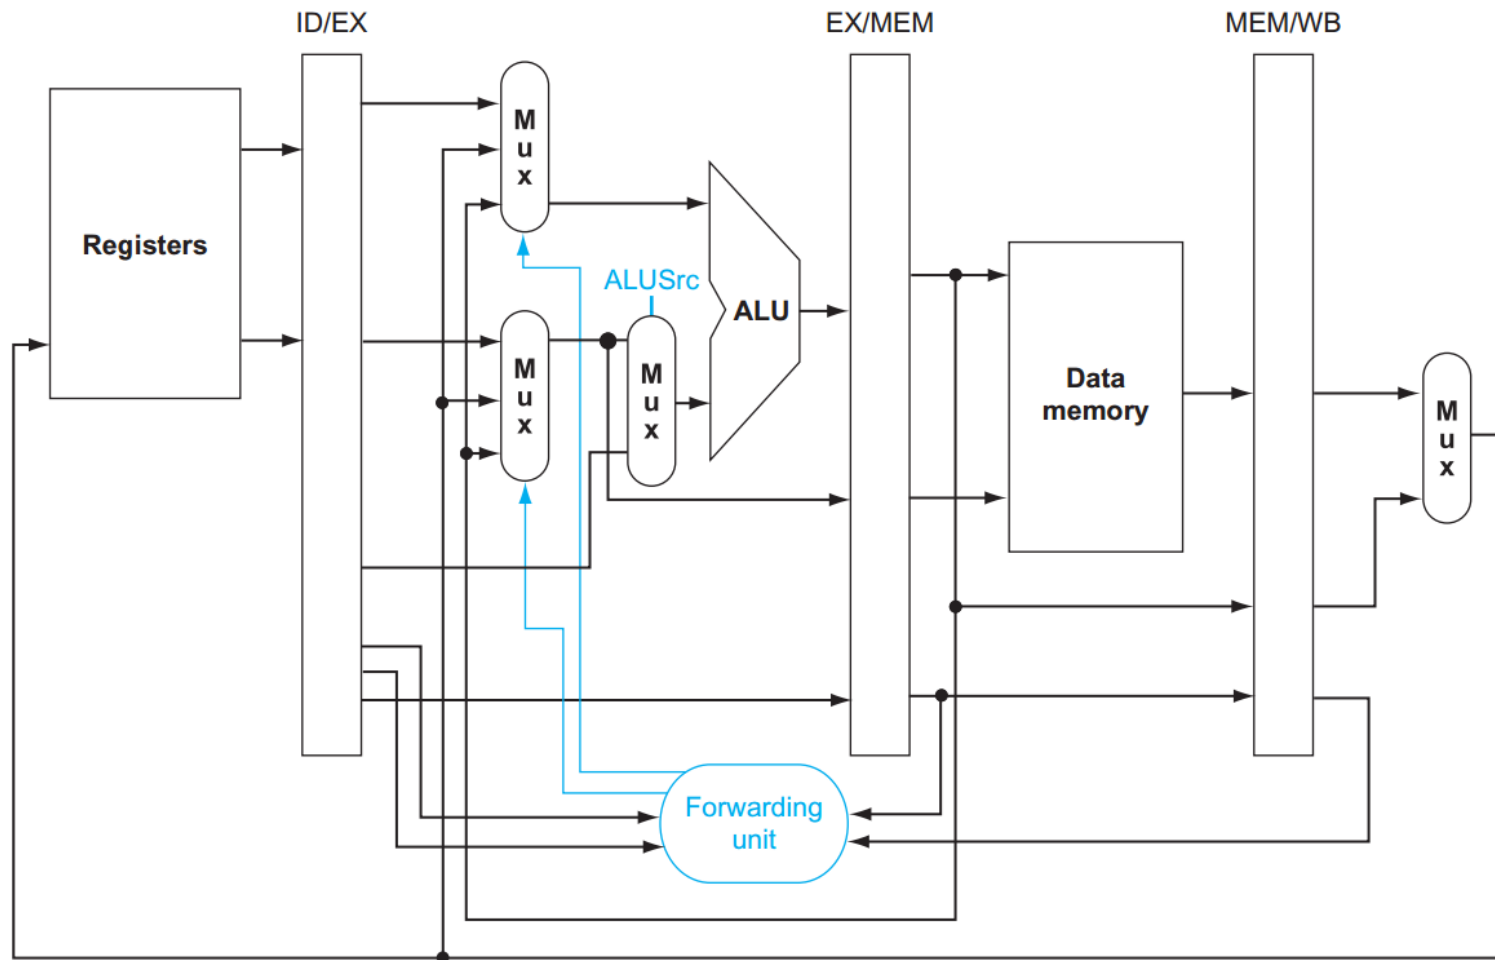 ID/EX
EX/MEM
MEM/WB
M
u
x
Registers
ALUSrc
ALU
M
u
x
M
u
x
Data
memory
M
u
x
Forwarding
unit